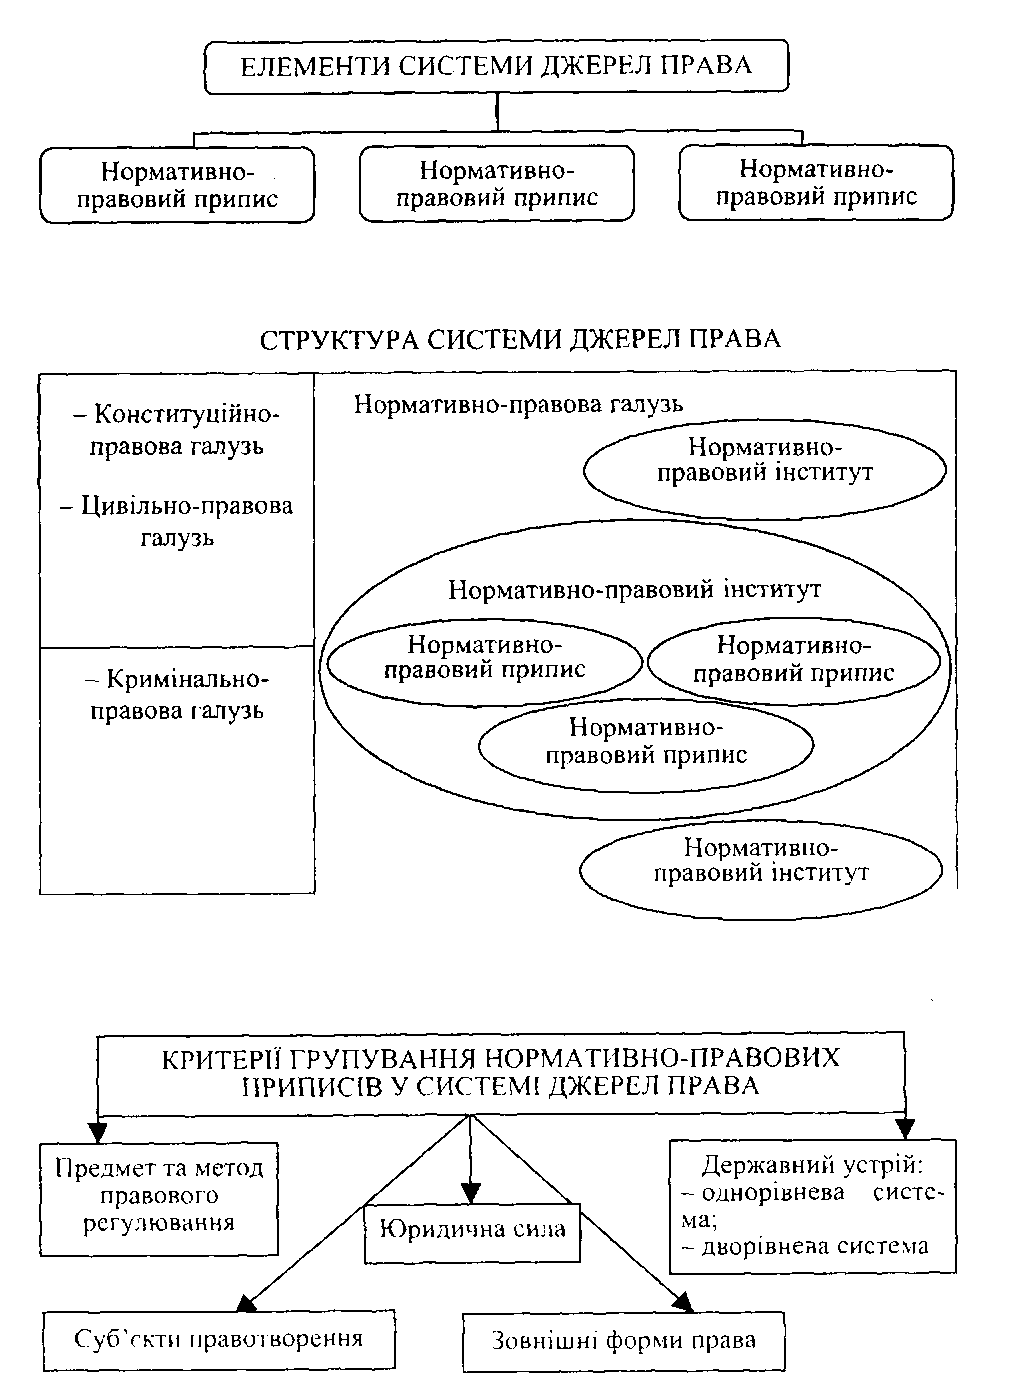 ЕЛЕМЕНТИ СИСТЕМИ ДЖЕРЕЛ ПРАВА
Нормативно-
правовий припис
Нормативно-
правовий припис
Нормативно-
правовий припис
СТРУКТУРА СИСТЕМИ ДЖЕРЕЛ ПРАВА
– Конституційно-
правова галузь
– Цивільно-правова
галузь
– Кримінально-
правова галузь
Нормативно-правова галузь
Нормативно-
правовий інститут
Нормативно-правовий інститут
Нормативно-
правовий припис
Нормативно-
правовий припис
Нормативно-
правовий припис
Нормативно-
правовий інститут
КРИТЕРІЇ ГРУПУВАННЯ НОРМАТИВНО-ПРАВОВИХ
ПРИПИСІВ У СИСТЕМІ ДЖЕРЕЛ ПРАВА
Предмет та метод
правового
регулювання
Юридична сила
Державний устрій:
– однорівнева систе-
ма;
– дворівнева система
Суб'єкти правотворення
Зовнішні форми права